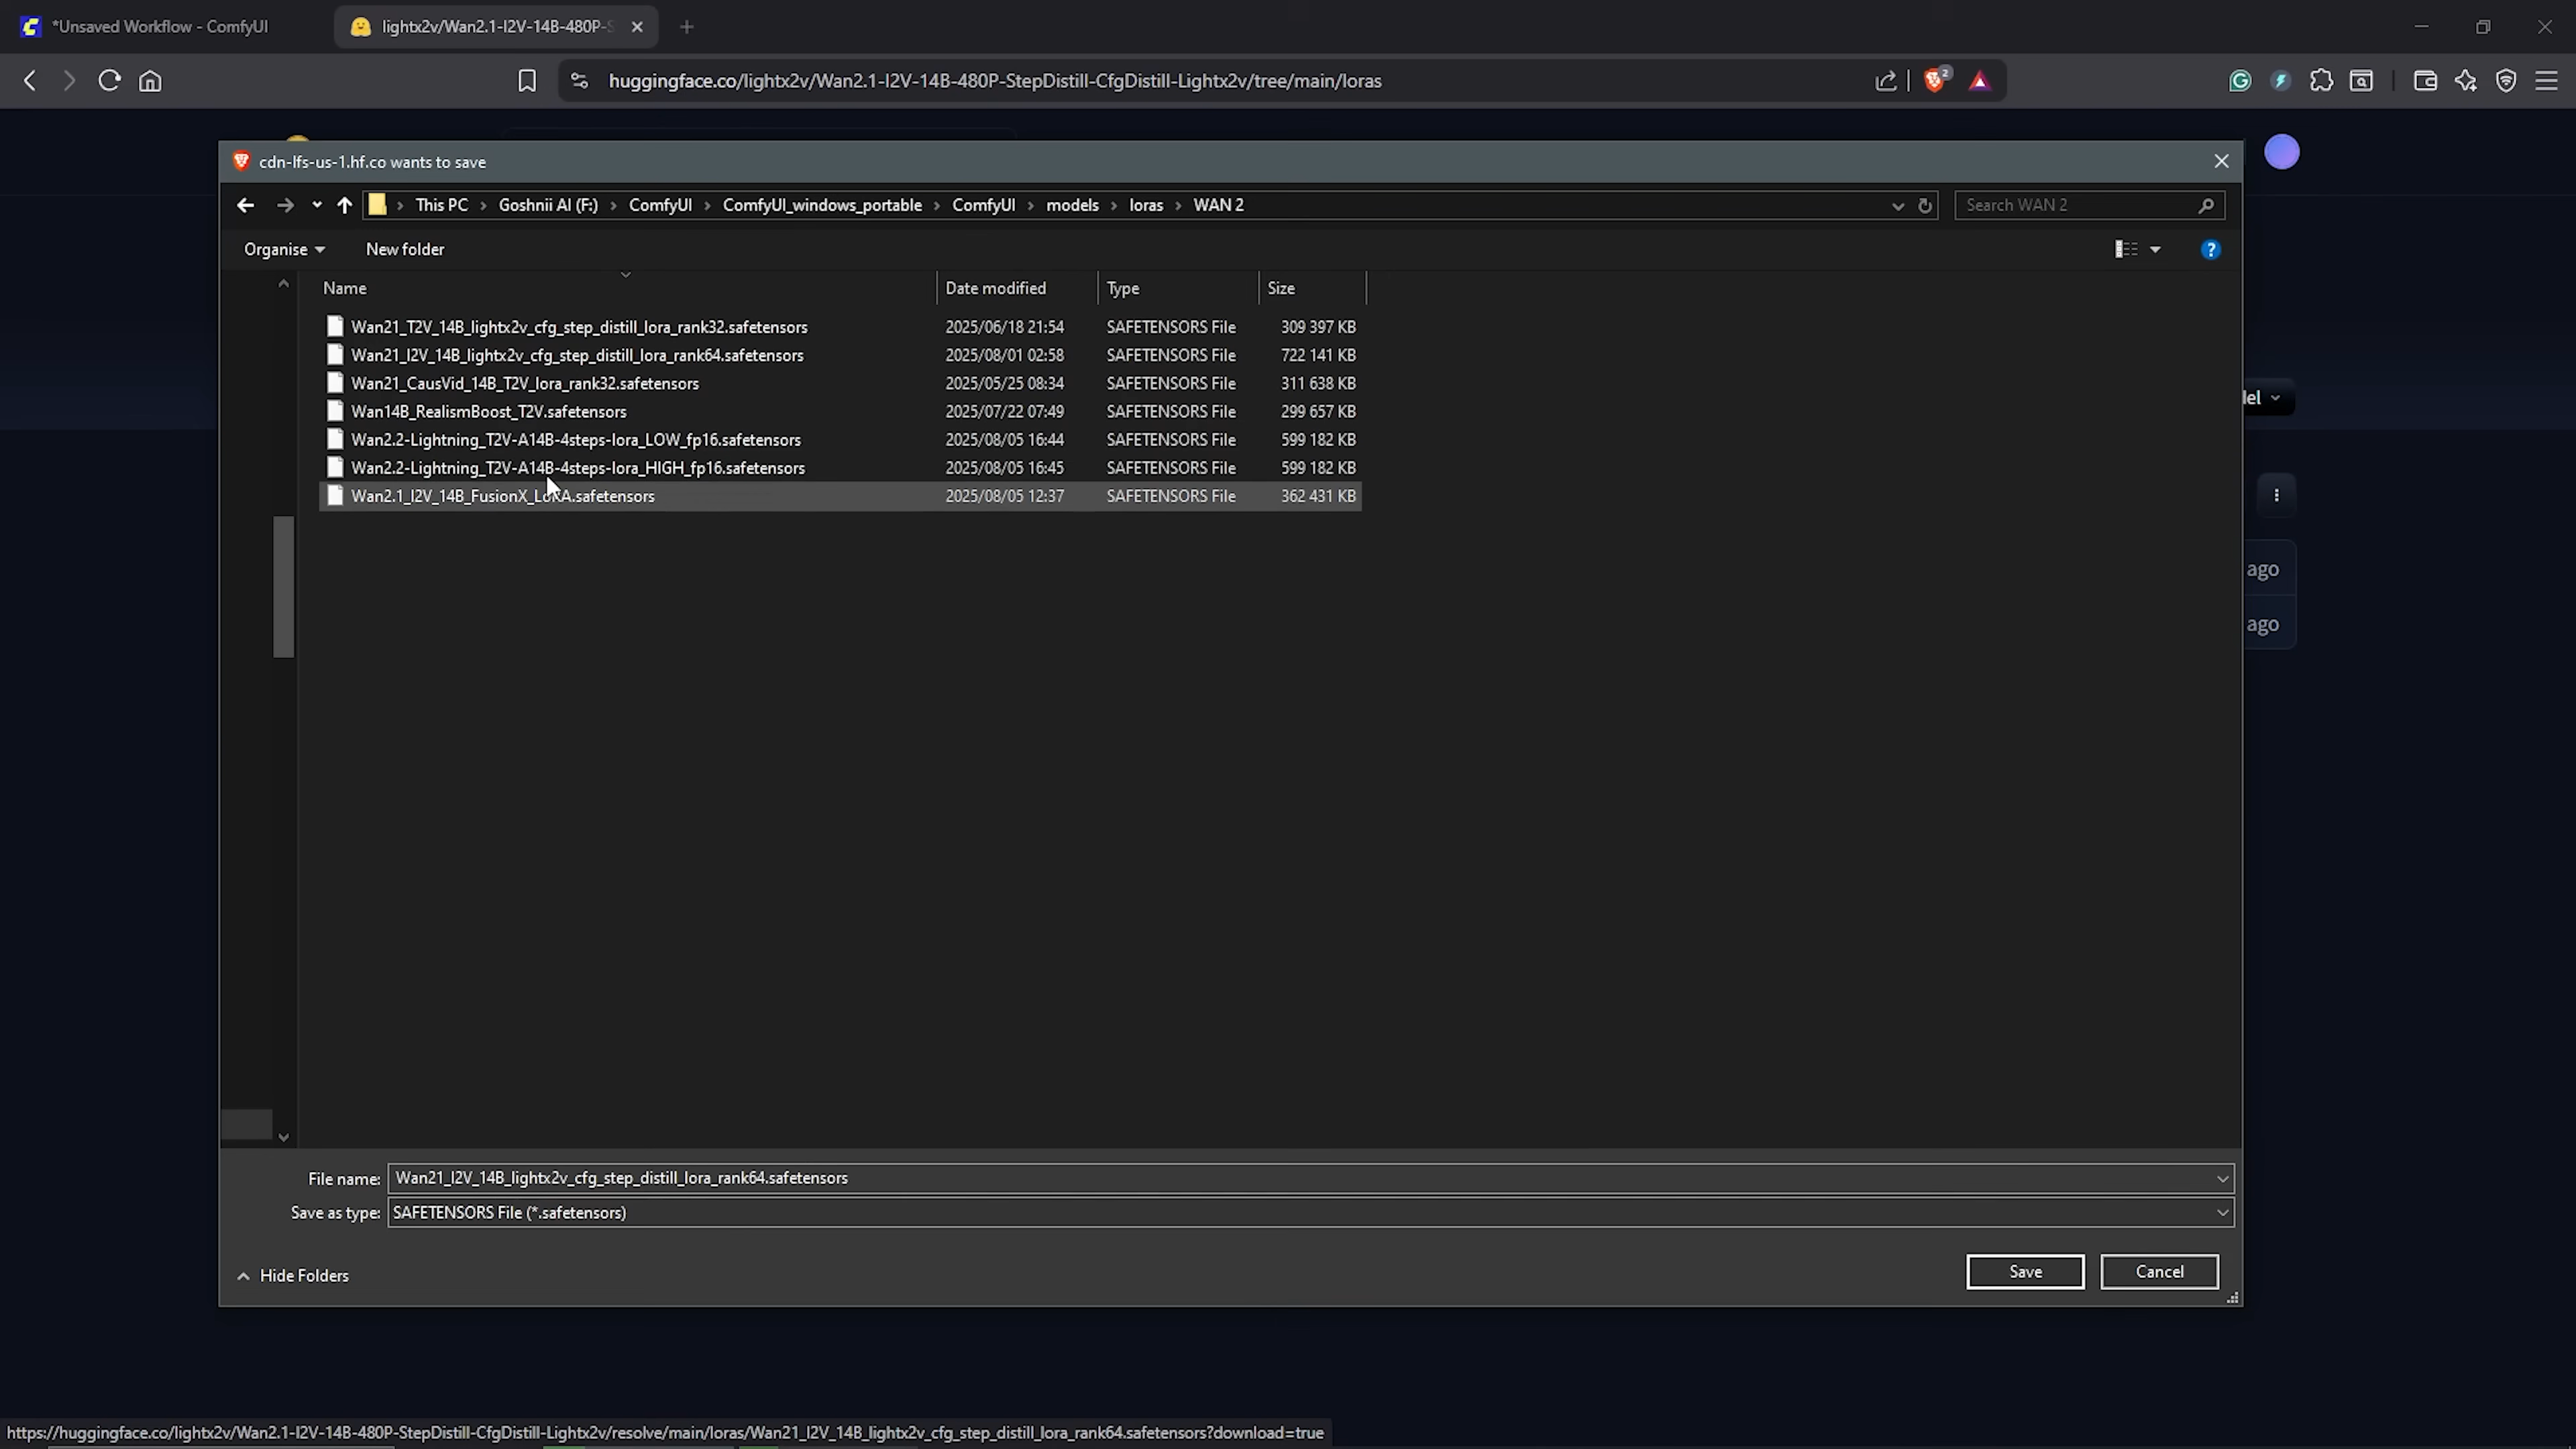 *Unsaved Workflow - ComfyUI
lightx2v/Wan2.1-I2V-14B-480P-S
huggingface.co/lightx2v/Wan2.1-I2V-14B-480P-StepDistill-CfgDistill-Lightx2v/tree/main/loras
2
cdn-lfs-us-1.hf.co wants to save
This PC > Goshnii AI (F:) > ComfyUI > ComfyUI_windows_portable > ComfyUI > models > loras > WAN 2
Search WAN 2
Organise
New folder
Name
Date modified
Type
Size
Wan21_T2V_14B_lightx2v_cfg_step_distill_lora_rank32.safetensors 2025/06/18 21:54 SAFETENSORS File 309 397 KB
Wan21_I2V_14B_lightx2v_cfg_step_distill_lora_rank64.safetensors 2025/08/01 02:58 SAFETENSORS File 722 141 KB
Wan21_CausVid_14B_T2V_lora_rank32.safetensors 2025/05/25 08:34 SAFETENSORS File 311 638 KB
Wan14B_RealismBoost_T2V.safetensors 2025/07/22 07:49 SAFETENSORS File 299 657 KB
Wan2.2-Lightning_T2V-A14B-4steps-lora_LOW_fp16.safetensors 2025/08/05 16:44 SAFETENSORS File 599 182 KB
Wan2.2-Lightning_T2V-A14B-4steps-lora_HIGH_fp16.safetensors 2025/08/05 16:45 SAFETENSORS File 599 182 KB
Wan2.1_I2V_14B_FusionX_LoRA.safetensors 2025/08/05 12:37 SAFETENSORS File 362 431 KB
del
ago
ago
File name: Wan21_I2V_14B_lightx2v_cfg_step_distill_lora_rank64.safetensors
Save as type: SAFETENSORS File (*.safetensors)
Hide Folders
Save
Cancel
https://huggingface.co/lightx2v/Wan2.1-I2V-14B-480P-StepDistill-CfgDistill-Lightx2v/resolve/main/loras/Wan21_I2V_14B_lightx2v_cfg_step_distill_lora_rank64.safetensors?download=true